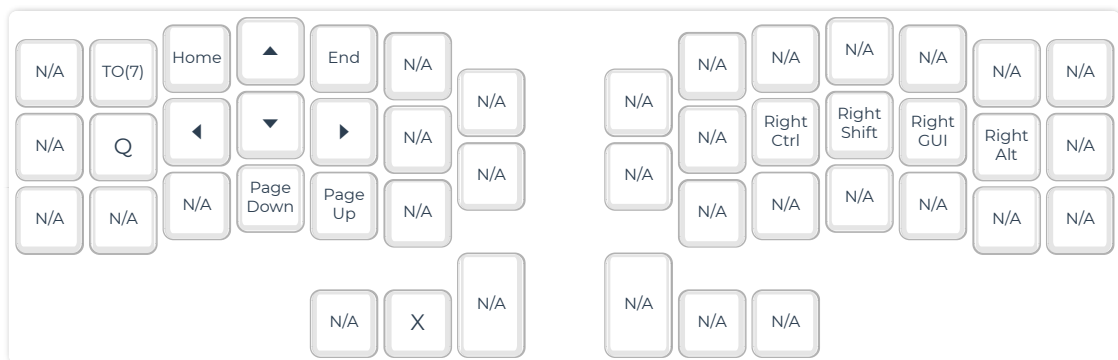 N/A TO(7) Home End N/A N/A N/A N/A N/A N/A N/A
N/A N/A
N/A Q N/A N/A Right Ctrl Right Shift Right GUI Right Alt N/A
N/A N/A
N/A N/A N/A Page Down Page Up N/A N/A N/A N/A N/A N/A N/A
N/A X N/A N/A N/A N/A